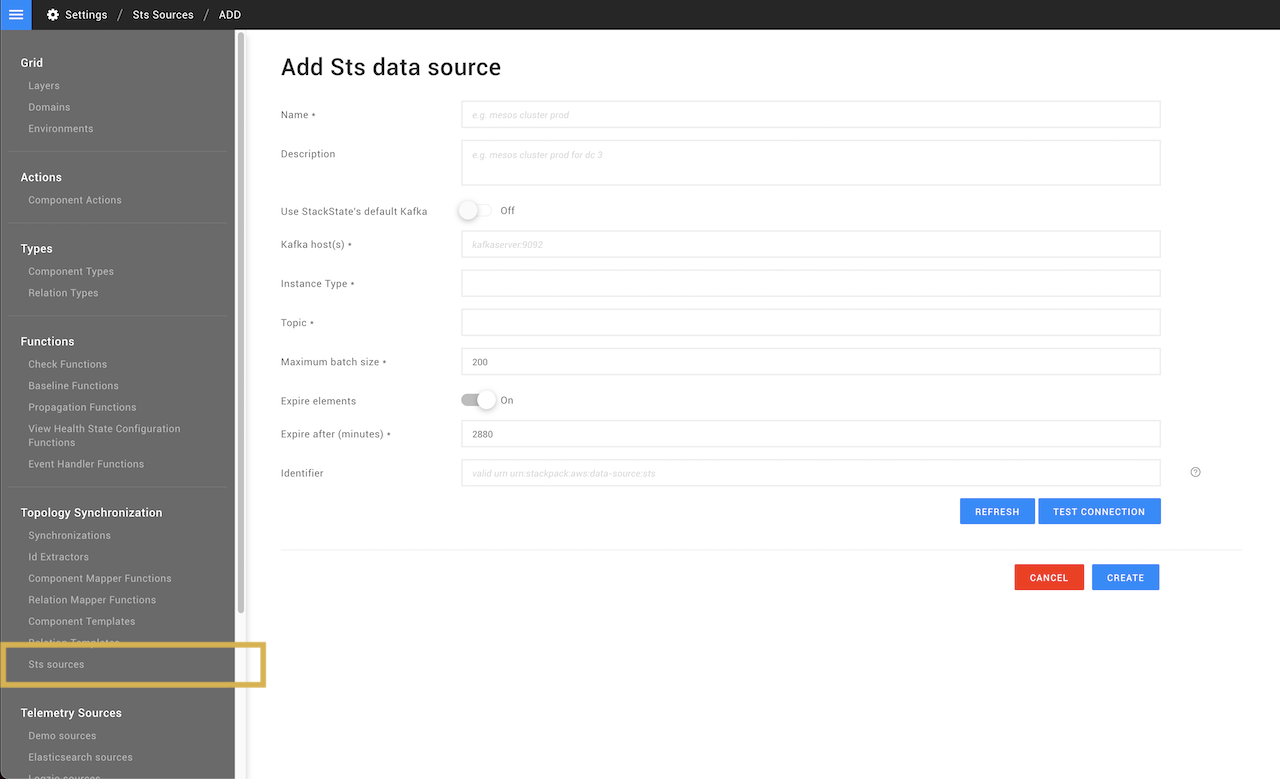 Settings / Sts Sources / ADD
Grid
Layers
Domains
Environments
Actions
Component Actions
Types
Component Types
Relation Types
Functions
Check Functions
Baseline Functions
Propagation Functions
View Health State Configuration
Functions
Event Handler Functions
Topology Synchronization
Synchronizations
Id Extractors
Component Mapper Functions
Relation Mapper Functions
Component Templates
Relation Templates
Sts sources
Telemetry Sources
Demo sources
Elasticsearch sources
Logzio sources
Add Sts data source
Name *
e.g. mesos cluster prod
Description
e.g. mesos cluster prod for dc 3
Use StackState's default Kafka
Off
Kafka host(s) *
kafkaserver:9092
Instance Type *
Topic *
Maximum batch size *
200
Expire elements
On
Expire after (minutes) *
2880
Identifier
valid urn urn:stackpack:aws:data-source:sts
?
REFRESH
TEST CONNECTION
CANCEL
CREATE